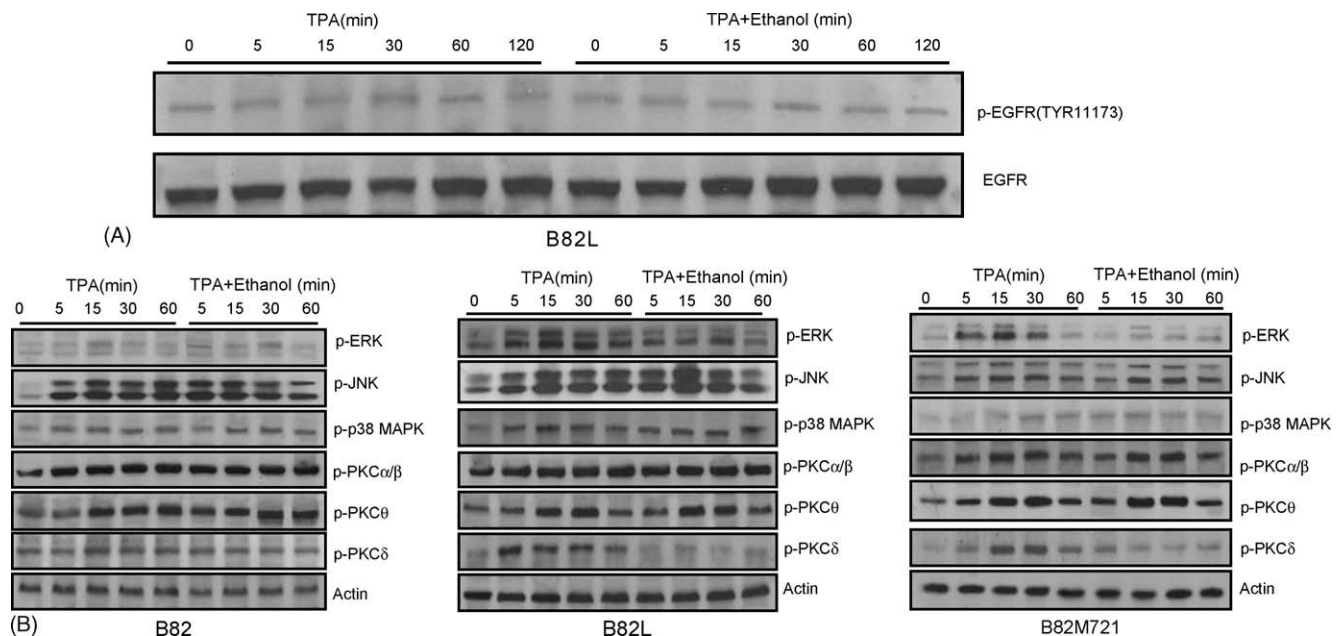 TPA(min) TPA+Ethanol (min)
0 5 15 30 60 120 0 5 15 30 60 120
p-EGFR(TYR11173)
EGFR
(A) B82L
TPA(min) TPA+Ethanol (min)
0 5 15 30 60 5 15 30 60
p-ERK
p-JNK
p-p38 MAPK
p-PKCα/β
p-PKCθ
p-PKCδ
Actin
(B) B82
TPA(min) TPA+Ethanol (min)
0 5 15 30 60 5 15 30 60
p-ERK
p-JNK
p-p38 MAPK
p-PKCα/β
p-PKCθ
p-PKCδ
Actin
B82L
TPA(min) TPA+Ethanol (min)
0 5 15 30 60 5 15 30 60
p-ERK
p-JNK
p-p38 MAPK
p-PKCα/β
p-PKCθ
p-PKCδ
Actin
B82M721